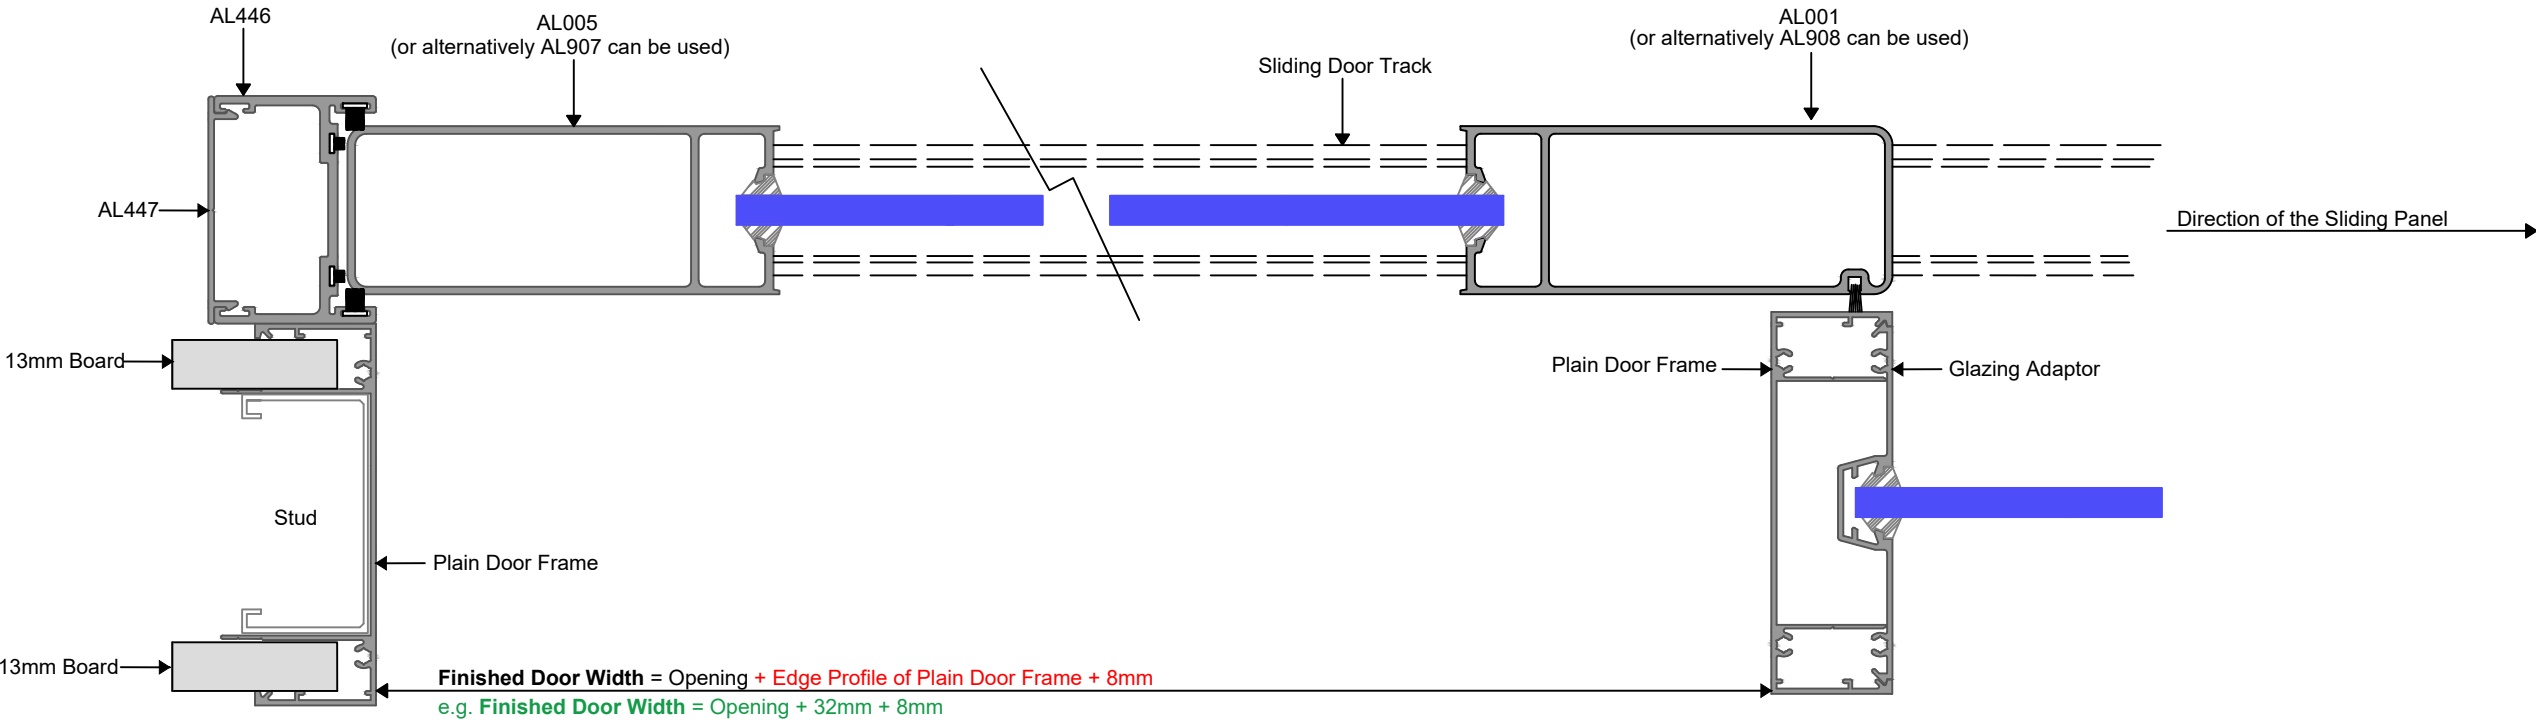 AL446
AL005
(or alternatively AL907 can be used)
AL001
(or alternatively AL908 can be used)
Sliding Door Track
AL447
Direction of the Sliding Panel
13mm Board
Plain Door Frame
Glazing Adaptor
Stud
Plain Door Frame
13mm Board
Finished Door Width = Opening + Edge Profile of Plain Door Frame + 8mm
e.g. Finished Door Width = Opening + 32mm + 8mm